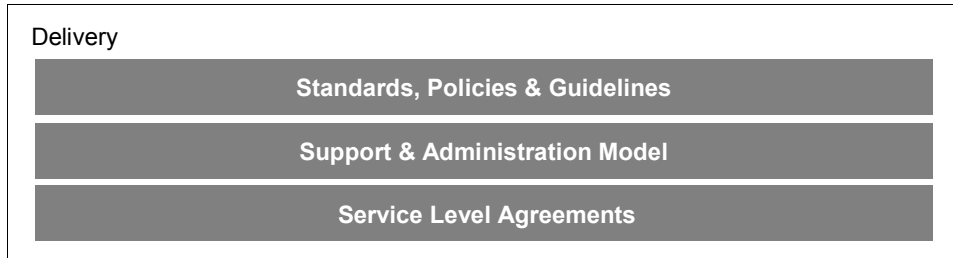 Delivery
Standards, Policies & Guidelines
Support & Administration Model
Service Level Agreements